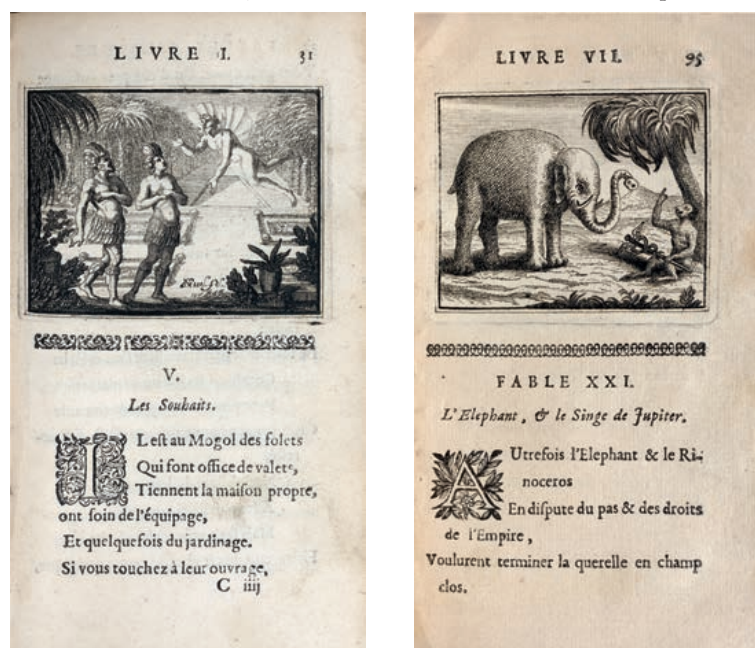 LIVRE I. 31
V.
Les Souhaits.
IL est au Mogol des folets
Qui font office de valets,
Tiennent la maison propre,
ont soin de l'équipage,
Et quelquefois du jardinage.
Si vous touchez à leur ouvrage,
C iiij
LIVRE VII. 95
FABLE XXI.
L'Elephant, & le Singe de Jupiter.
AUtrefois l'Elephant & le Ri-
noceros
En dispute du pas & des droits
de l'Empire,
Voulurent terminer la querelle en champ
clos.